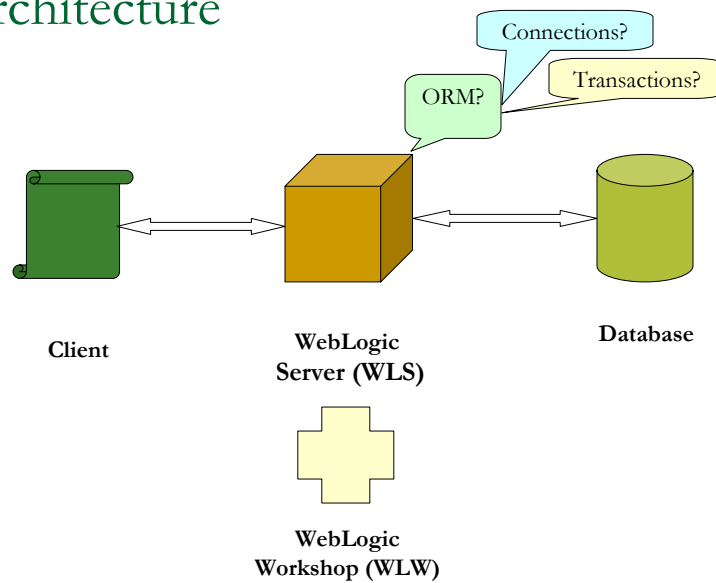 rchitecture
Connections?
Transactions?
ORM?
Client
WebLogic
Server (WLS)
Database
WebLogic
Workshop (WLW)